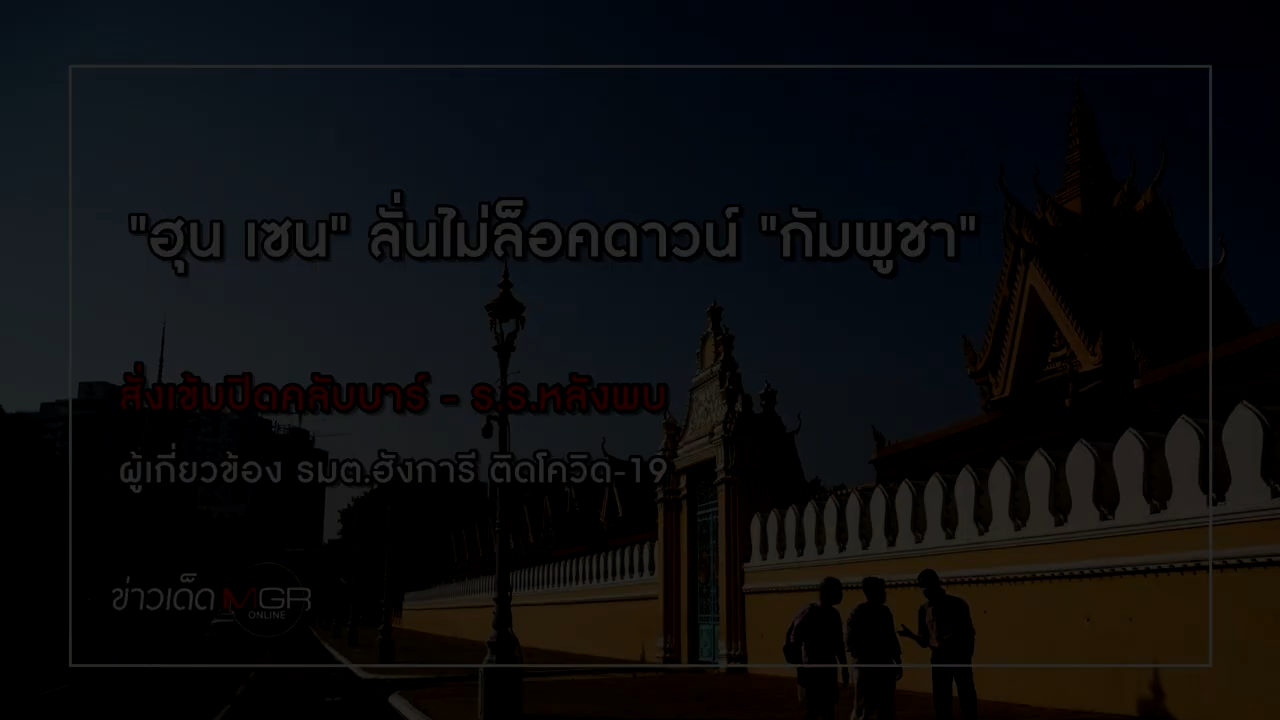 "ฮุน เซน" ลั่นไม่ล็อคดาวน์ "กัมพูชา"
สั่งเข้มปิดคลับบาร์ - ร.ร.หลังพบ
ผู้เกี่ยวข้อง รมต.ฮังการี ติดโควิด-19
ข่าวเด็ด MGR
ONLINE